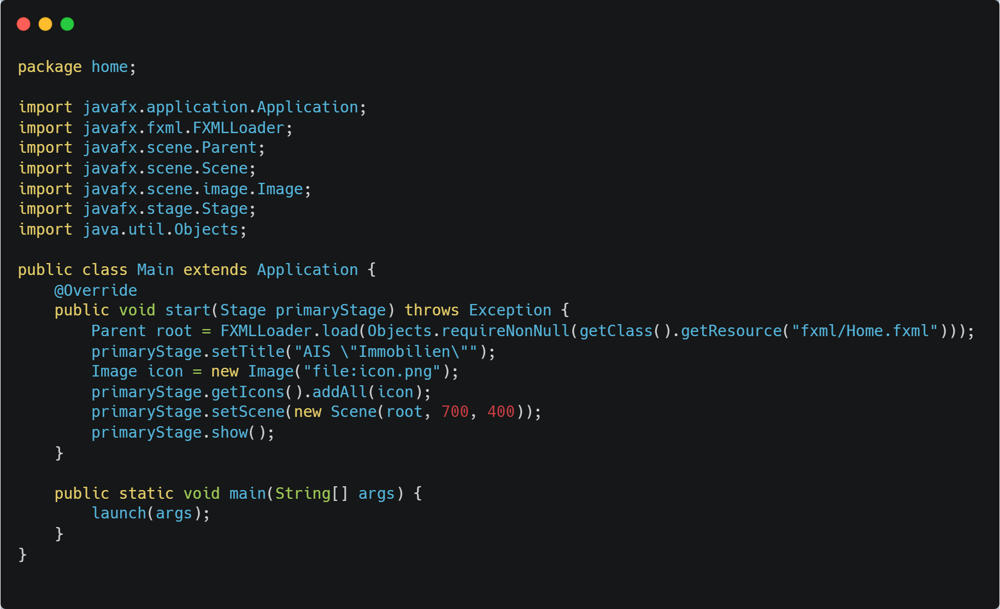 package home;

import javafx.application.Application;
import javafx.fxml.FXMLLoader;
import javafx.scene.Parent;
import javafx.scene.Scene;
import javafx.scene.image.Image;
import javafx.stage.Stage;
import java.util.Objects;

public class Main extends Application {
    @Override
    public void start(Stage primaryStage) throws Exception {
        Parent root = FXMLLoader.load(Objects.requireNonNull(getClass().getResource("fxml/Home.fxml")));
        primaryStage.setTitle("AIS \"Immobilien\"");
        Image icon = new Image("file:icon.png");
        primaryStage.getIcons().addAll(icon);
        primaryStage.setScene(new Scene(root, 700, 400));
        primaryStage.show();
    }

    public static void main(String[] args) {
        launch(args);
    }
}